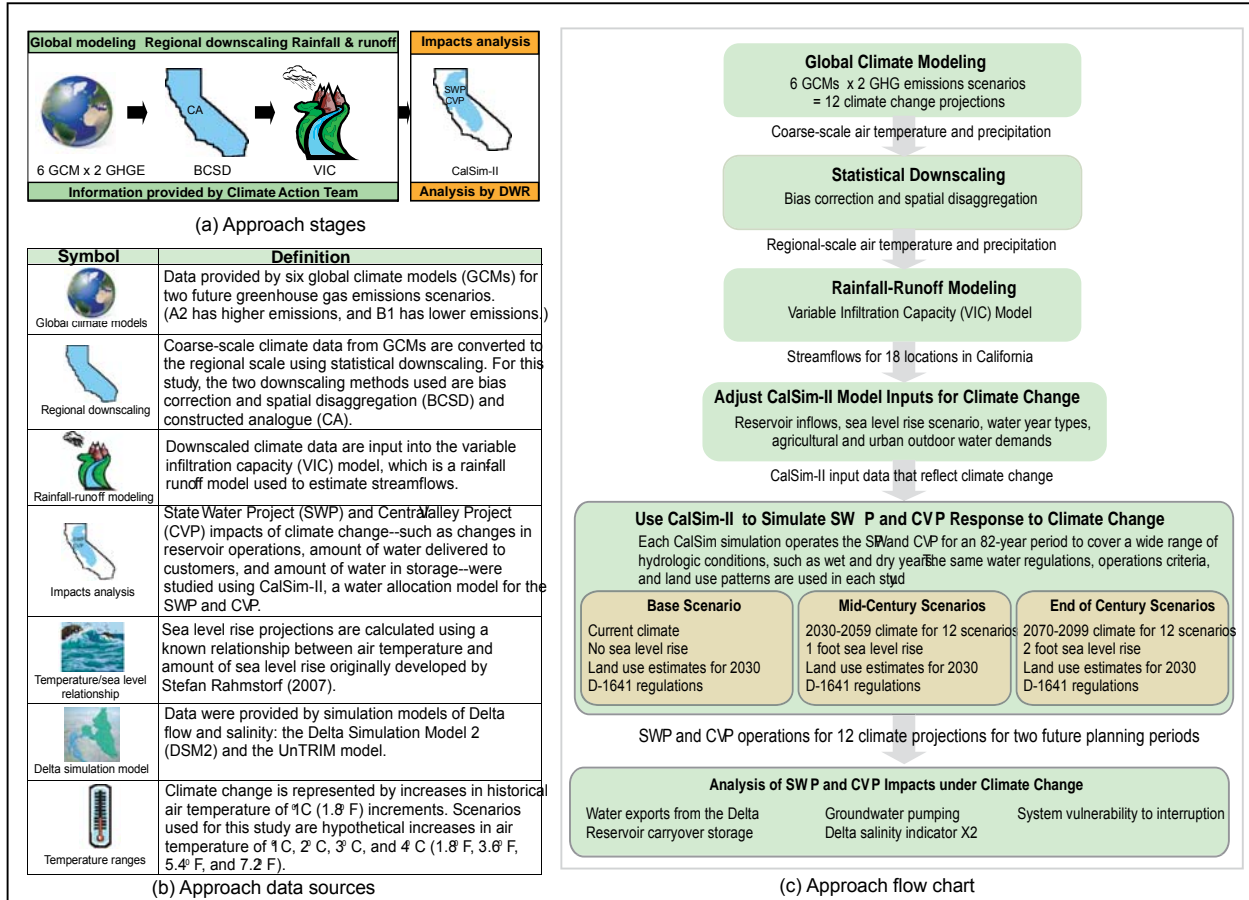 Global modeling Regional downscaling Rainfall & runoff
Impacts analysis
CA
SWP
CVP
6 GCM x 2 GHGE
BCSD
VIC
CalSim-II
Information provided by Climate Action Team
Analysis by DWR
(a) Approach stages
Symbol
Definition
Global climate models
Data provided by six global climate models (GCMs) for
two future greenhouse gas emissions scenarios.
(A2 has higher emissions, and B1 has lower emissions.)
Regional downscaling
Coarse-scale climate data from GCMs are converted to
the regional scale using statistical downscaling. For this
study, the two downscaling methods used are bias
correction and spatial disaggregation (BCSD) and
constructed analogue (CA).
Rainfall-runoff modeling
Downscaled climate data are input into the variable
infiltration capacity (VIC) model, which is a rainfall
runoff model used to estimate streamflows.
Impacts analysis
State Water Project (SWP) and Central Valley Project
(CVP) impacts of climate change--such as changes in
reservoir operations, amount of water delivered to
customers, and amount of water in storage--were
studied using CalSim-II, a water allocation model for the
SWP and CVP.
Temperature/sea level
relationship
Sea level rise projections are calculated using a
known relationship between air temperature and
amount of sea level rise originally developed by
Stefan Rahmstorf (2007).
Delta simulation model
Data were provided by simulation models of Delta
flow and salinity: the Delta Simulation Model 2
(DSM2) and the UnTRIM model.
Temperature ranges
Climate change is represented by increases in historical
air temperature of 1º C (1.8º F) increments. Scenarios
used for this study are hypothetical increases in air
temperature of 1º C, 2º C, 3º C, and 4º C (1.8º F, 3.6º F,
5.4º F, and 7.2º F).
(b) Approach data sources
Global Climate Modeling
6 GCMs x 2 GHG emissions scenarios
= 12 climate change projections
Coarse-scale air temperature and precipitation
Statistical Downscaling
Bias correction and spatial disaggregation
Regional-scale air temperature and precipitation
Rainfall-Runoff Modeling
Variable Infiltration Capacity (VIC) Model
Streamflows for 18 locations in California
Adjust CalSim-II Model Inputs for Climate Change
Reservoir inflows, sea level rise scenario, water year types,
agricultural and urban outdoor water demands
CalSim-II input data that reflect climate change
Use CalSim-II to Simulate SWP and CVP Response to Climate Change
Each CalSim simulation operates the SWP and CVP for an 82-year period to cover a wide range of
hydrologic conditions, such as wet and dry years. The same water regulations, operations criteria,
and land use patterns are used in each study.
Base Scenario
Current climate
No sea level rise
Land use estimates for 2030
D-1641 regulations
Mid-Century Scenarios
2030-2059 climate for 12 scenarios
1 foot sea level rise
Land use estimates for 2030
D-1641 regulations
End of Century Scenarios
2070-2099 climate for 12 scenarios
2 foot sea level rise
Land use estimates for 2030
D-1641 regulations
SWP and CVP operations for 12 climate projections for two future planning periods
Analysis of SWP and CVP Impacts under Climate Change
Water exports from the Delta
Reservoir carryover storage
Groundwater pumping
Delta salinity indicator X2
System vulnerability to interruption
(c) Approach flow chart